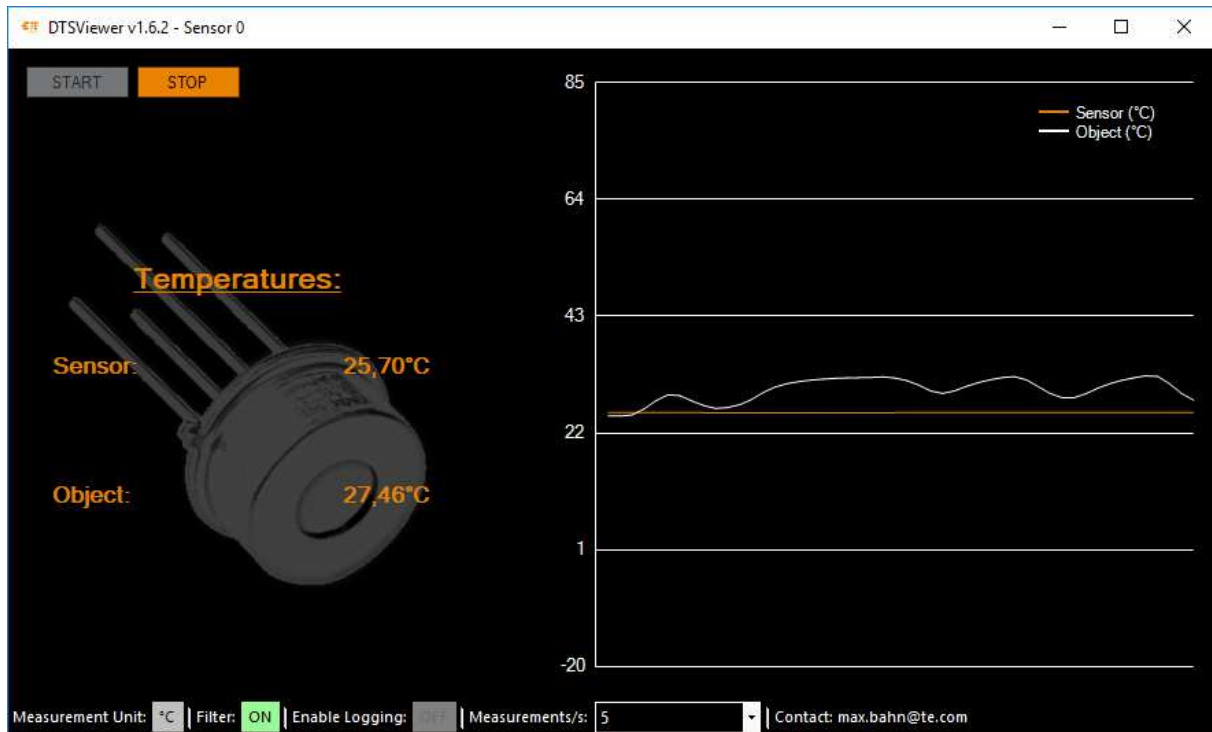 DTSViewer v1.6.2 - Sensor 0
START STOP
Temperatures:
Sensor: 25,70°C
Object: 27,46°C
85
64
43
22
1
-20
Sensor (°C)
Object (°C)
Measurement Unit: °C Filter: ON Enable Logging: OFF Measurements/s: 5 Contact: max.bahn@te.com